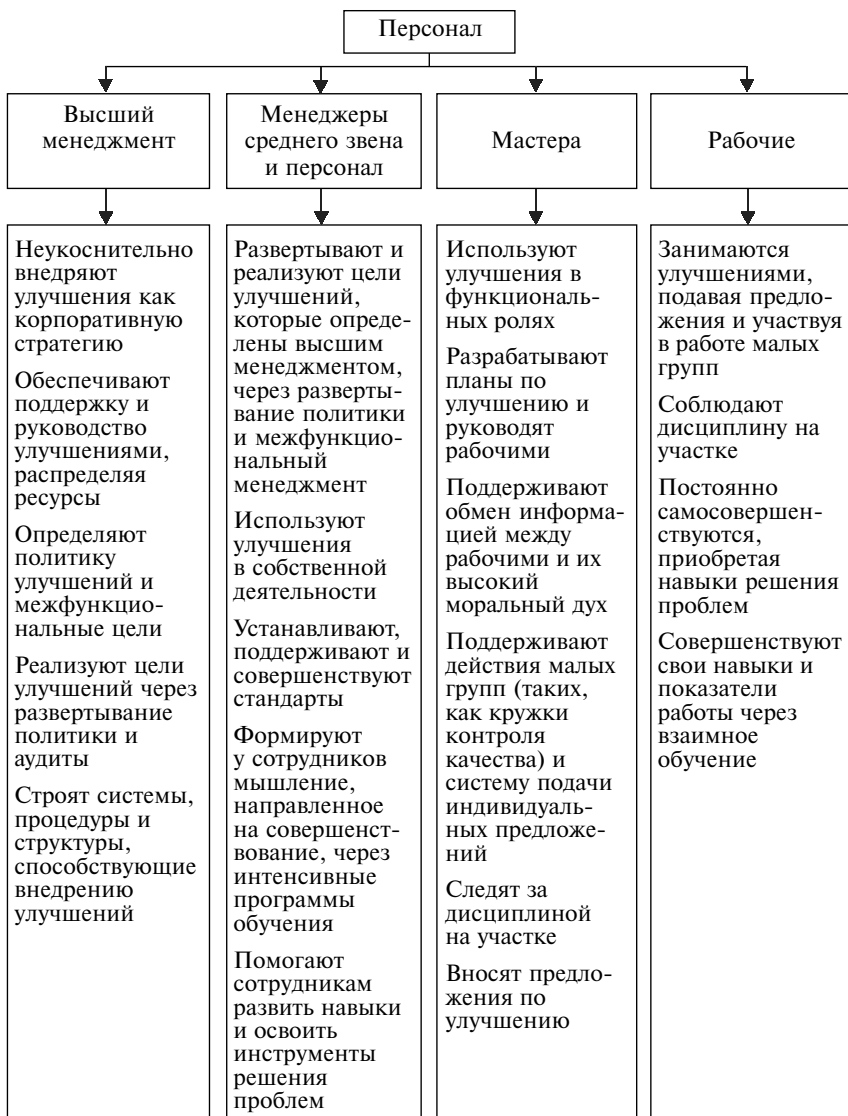 Персонал
Высший
менеджмент
Менеджеры
среднего звена
и персонал
Мастера
Рабочие
Неукоснительно
внедряют
улучшения как
корпоративную
стратегию
Обеспечивают
поддержку и
руководство
улучшениями,
распределяя
ресурсы
Определяют
политику
улучшений и
межфункцио-
нальные цели
Реализуют цели
улучшений через
развертывание
политики и
аудиты
Строят системы,
процедуры и
структуры,
способствующие
внедрению
улучшений
Развертывают и
реализуют цели
улучшений,
которые опреде-
лены высшим
менеджментом,
через разверты-
вание политики
и межфункцио-
нальный
менеджмент
Используют
улучшения
в собственной
деятельности
Устанавливают,
поддерживают и
совершенствуют
стандарты
Формируют
у сотрудников
мышление,
направленное
на совершенст-
вование, через
интенсивные
программы
обучения
Помогают
сотрудникам
развить навыки
и освоить
инструменты
решения
проблем
Используют
улучшения в
функциональ-
ных ролях
Разрабатывают
планы по
улучшению и
руководят
рабочими
Поддерживают
обмен информа-
цией между
рабочими и их
высокий
моральный дух
Поддерживают
действия малых
групп (таких,
как кружки
контроля
качества) и
систему подачи
индивидуаль-
ных предложе-
ний
Следят за
дисциплиной
на участке
Вносят предло-
жения по
улучшению
Занимаются
улучшениями,
подавая предло-
жения и участвуя
в работе малых
групп
Соблюдают
дисциплину на
участке
Постоянно
самосовершен-
ствуются,
приобретая
навыки решения
проблем
Совершенствуют
свои навыки и
показатели
работы через
взаимное
обучение